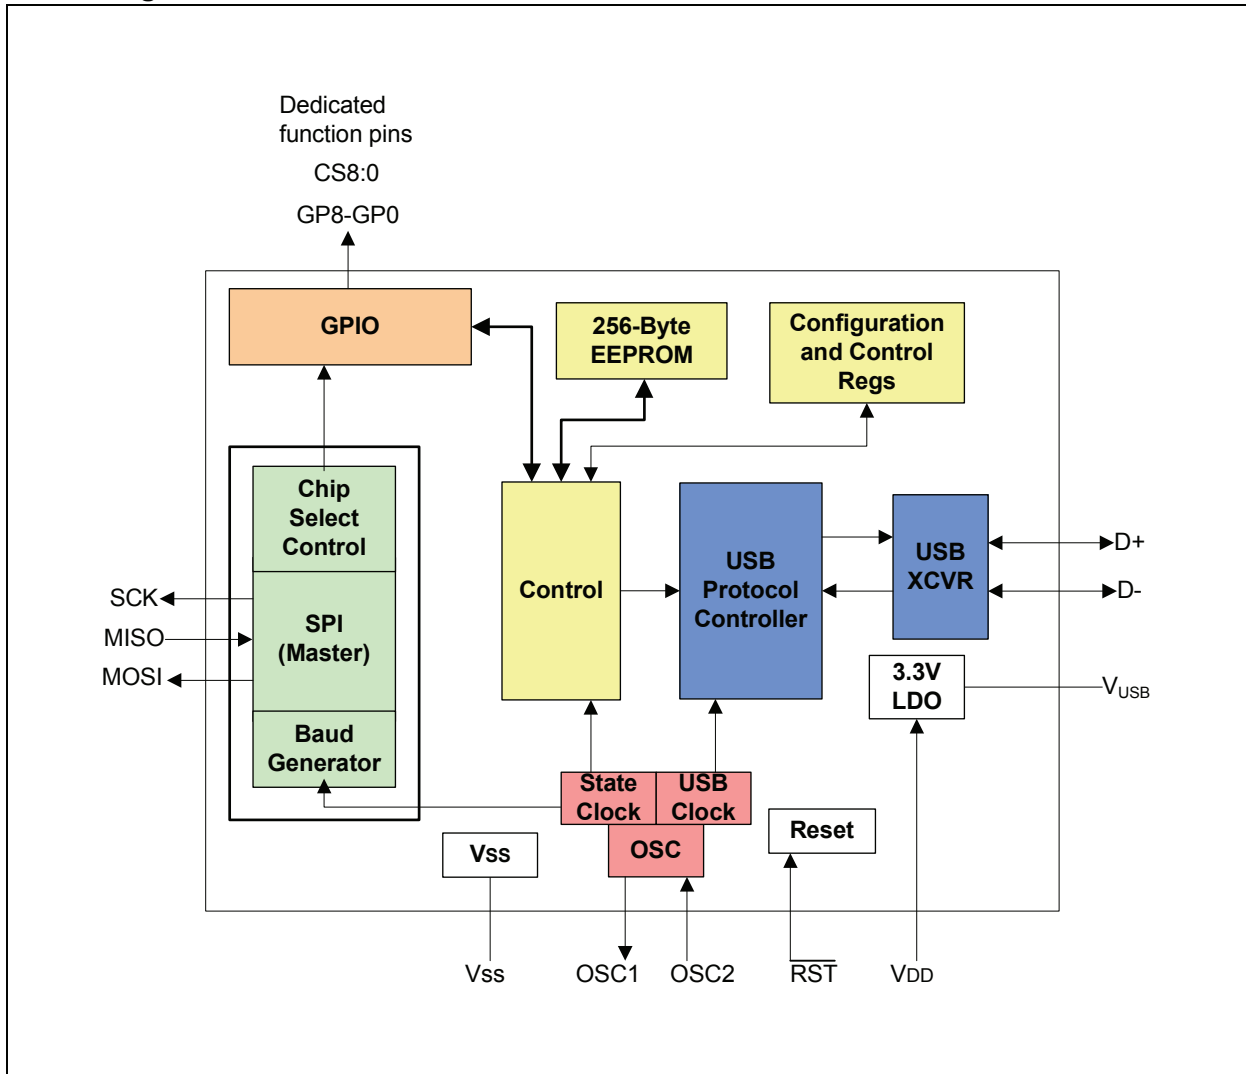 Dedicated
function pins
CS8:0
GP8-GP0
GPIO
256-Byte
EEPROM
Configuration
and Control
Regs
Chip
Select
Control
SPI
(Master)
Baud
Generator
SCK
MISO
MOSI
Control
USB
Protocol
Controller
USB
XCVR
D+
D-
3.3V
LDO
VUSB
State
Clock
USB
Clock
OSC
Reset
Vss
Vss
OSC1
OSC2
RST
VDD